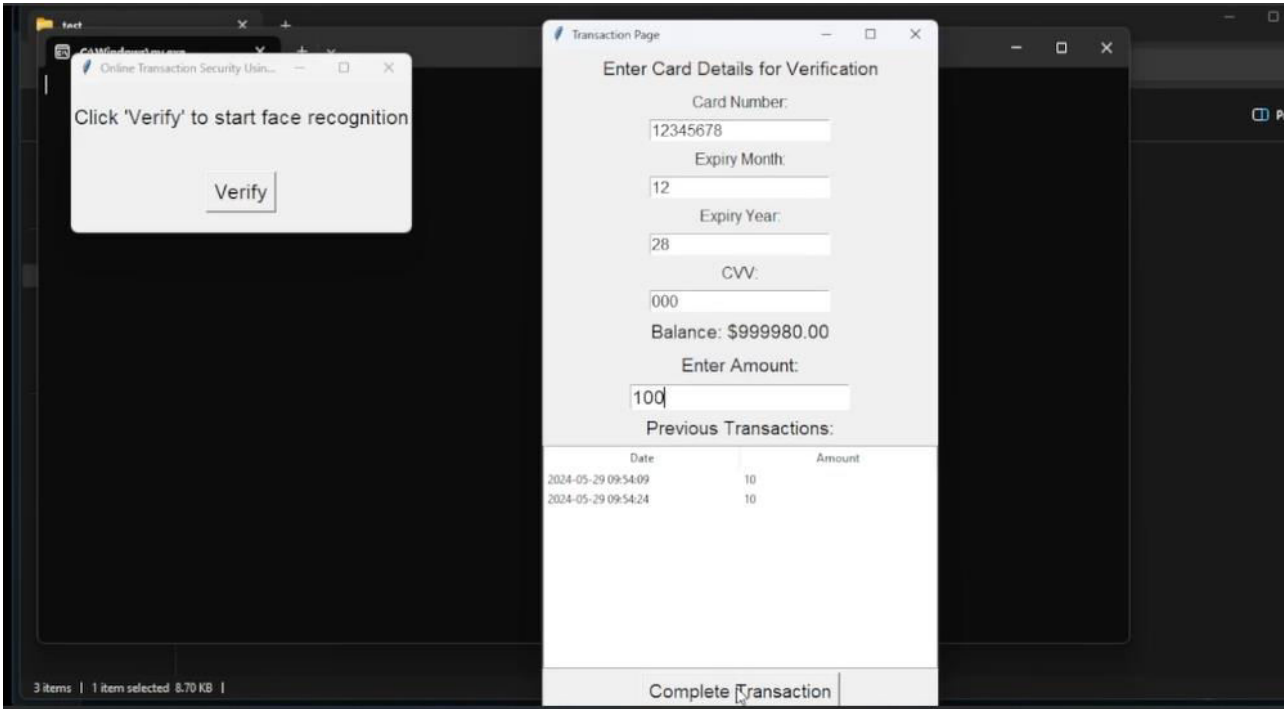 test
C:\Windows\py.exe
Online Transaction Security Usin...
Click 'Verify' to start face recognition
Verify
Transaction Page
Enter Card Details for Verification
Card Number:
12345678
Expiry Month:
12
Expiry Year:
28
CVV:
000
Balance: $999980.00
Enter Amount:
100
Previous Transactions:
Date Amount
2024-05-29 09:54:09 10
2024-05-29 09:54:24 10
Complete Transaction
3 items | 1 item selected 8.70 KB |